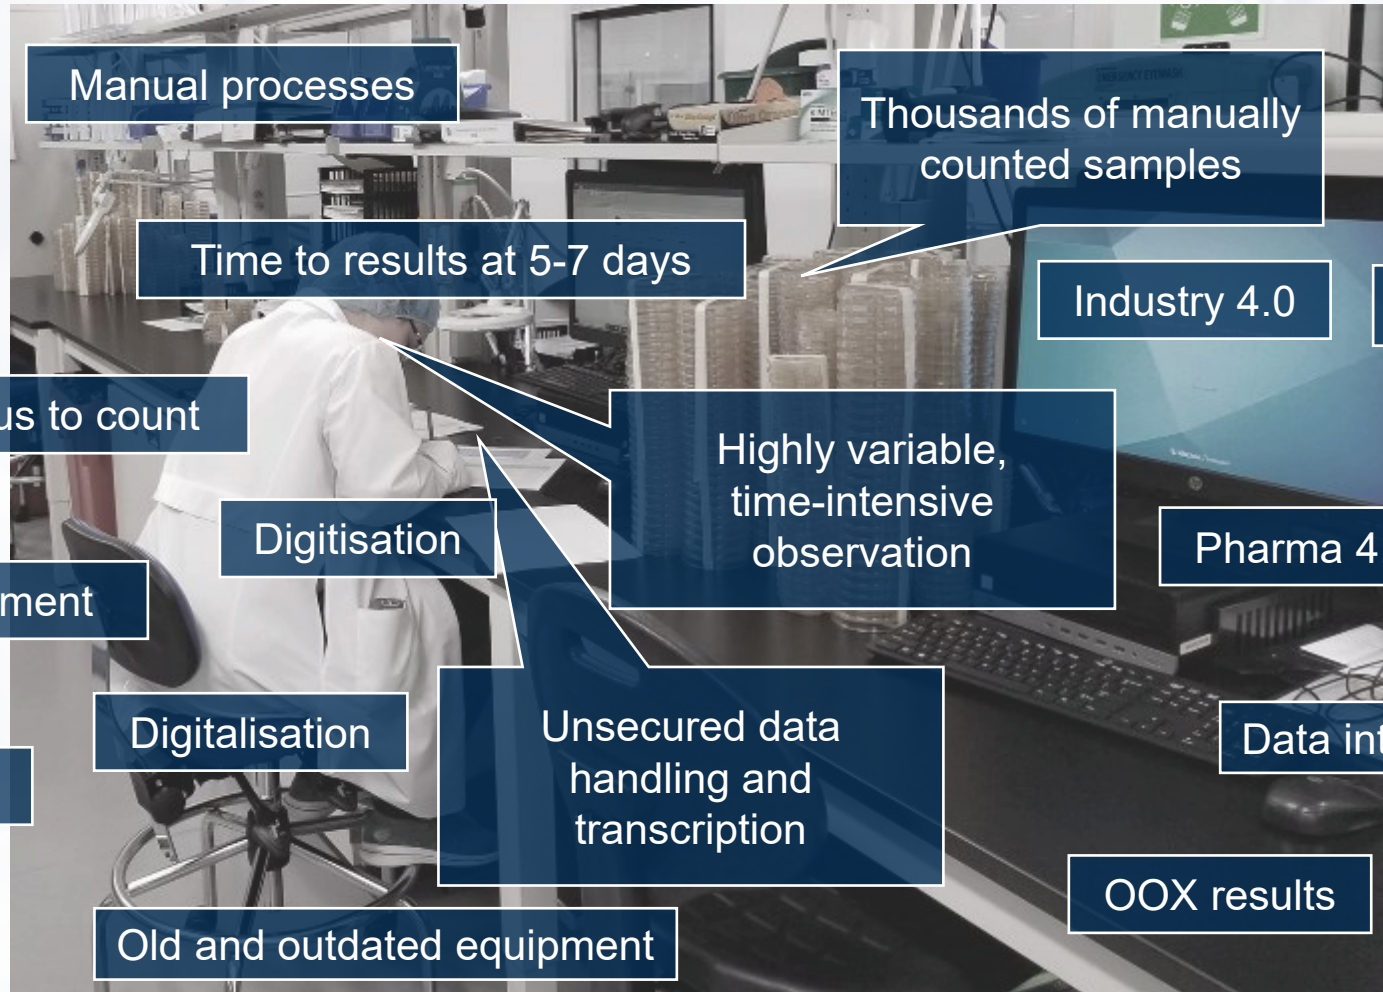 Manual processes
Thousands of manually
counted samples
EMERGENCY EYEWASH
Time to results at 5-7 days
Industry 4.0
us to count
Highly variable,
time-intensive
observation
Digitisation
Pharma 4
ment
Digitalisation
Unsecured data
handling and
transcription
Data int
OOX results
Old and outdated equipment